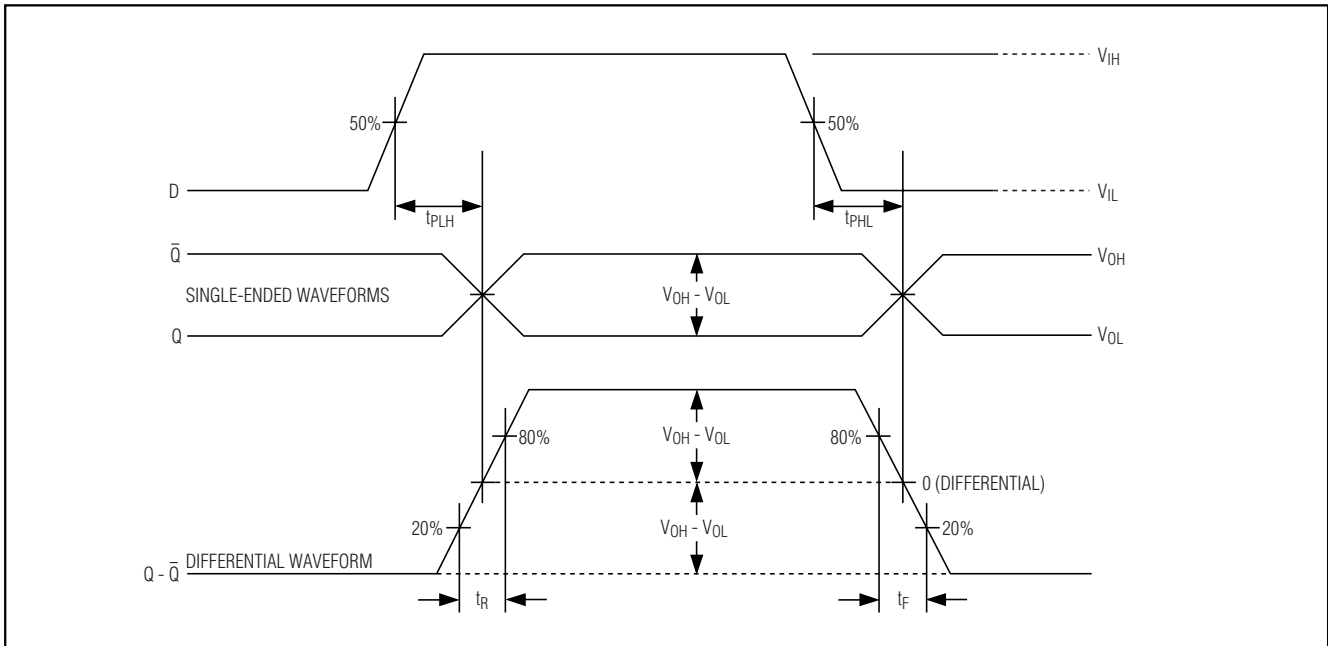 V_IH
50%
50%
D
V_IL
t_PLH
t_PHL
Q̄
V_OH
SINGLE-ENDED WAVEFORMS
V_OH - V_OL
Q
V_OL
80%
V_OH - V_OL
80%
0 (DIFFERENTIAL)
20%
V_OH - V_OL
20%
DIFFERENTIAL WAVEFORM
Q - Q̄
t_R
t_F